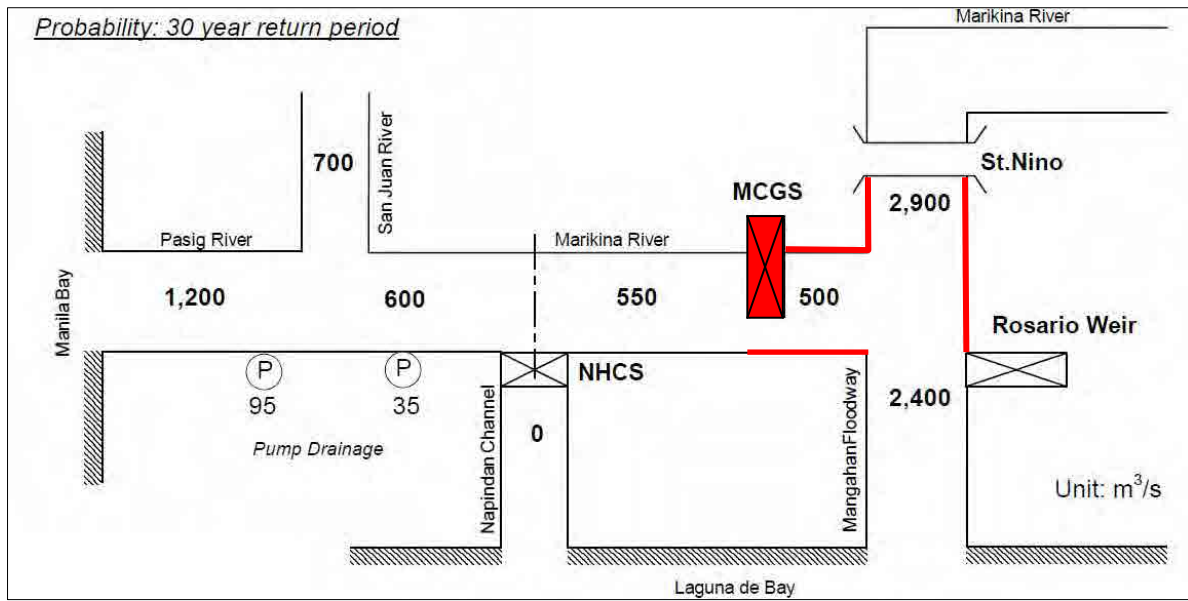 Probability: 30 year return period
Marikina River
700
San Juan River
St.Nino
MCGS
2,900
Pasig River
Marikina River
Manila Bay
1,200
600
550
500
Rosario Weir
P
P
NHCS
95
35
2,400
Pump Drainage
Napindan Channel
0
Mangahan Floodway
Unit: m³/s
Laguna de Bay